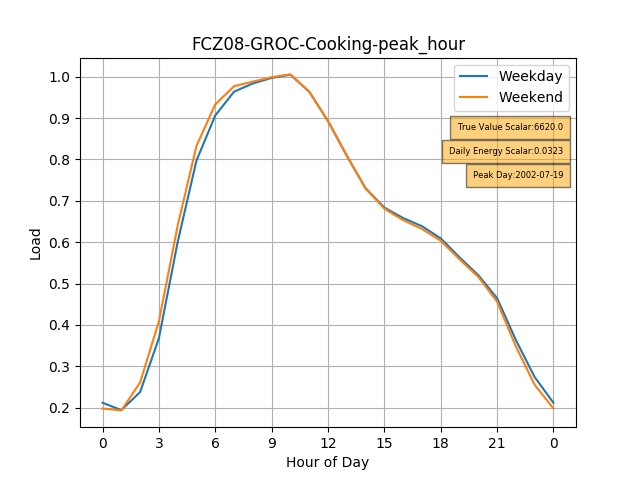 FCZ08-GROC-Cooking-peak_hour
Weekday
Weekend
True Value Scalar:6620.0
Daily Energy Scalar:0.0323
Peak Day:2002-07-19
Load
1.0
0.9
0.8
0.7
0.6
0.5
0.4
0.3
0.2
0 3 6 9 12 15 18 21 0
Hour of Day